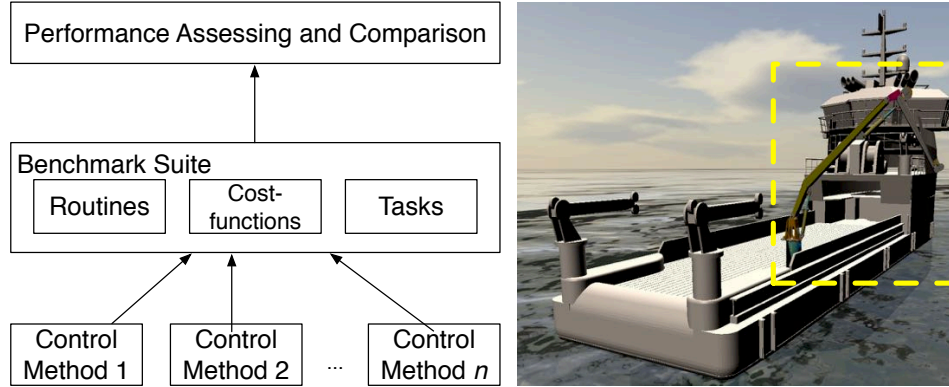 Performance Assessing and Comparison
Benchmark Suite
Routines
Cost-
functions
Tasks
Control
Method 1
Control
Method 2
...
Control
Method n